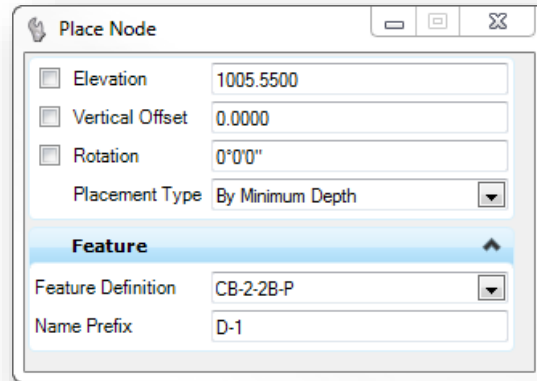 Place Node
Elevation 1005.5500
Vertical Offset 0.0000
Rotation 0°0'0"
Placement Type By Minimum Depth
Feature
Feature Definition CB-2-2B-P
Name Prefix D-1